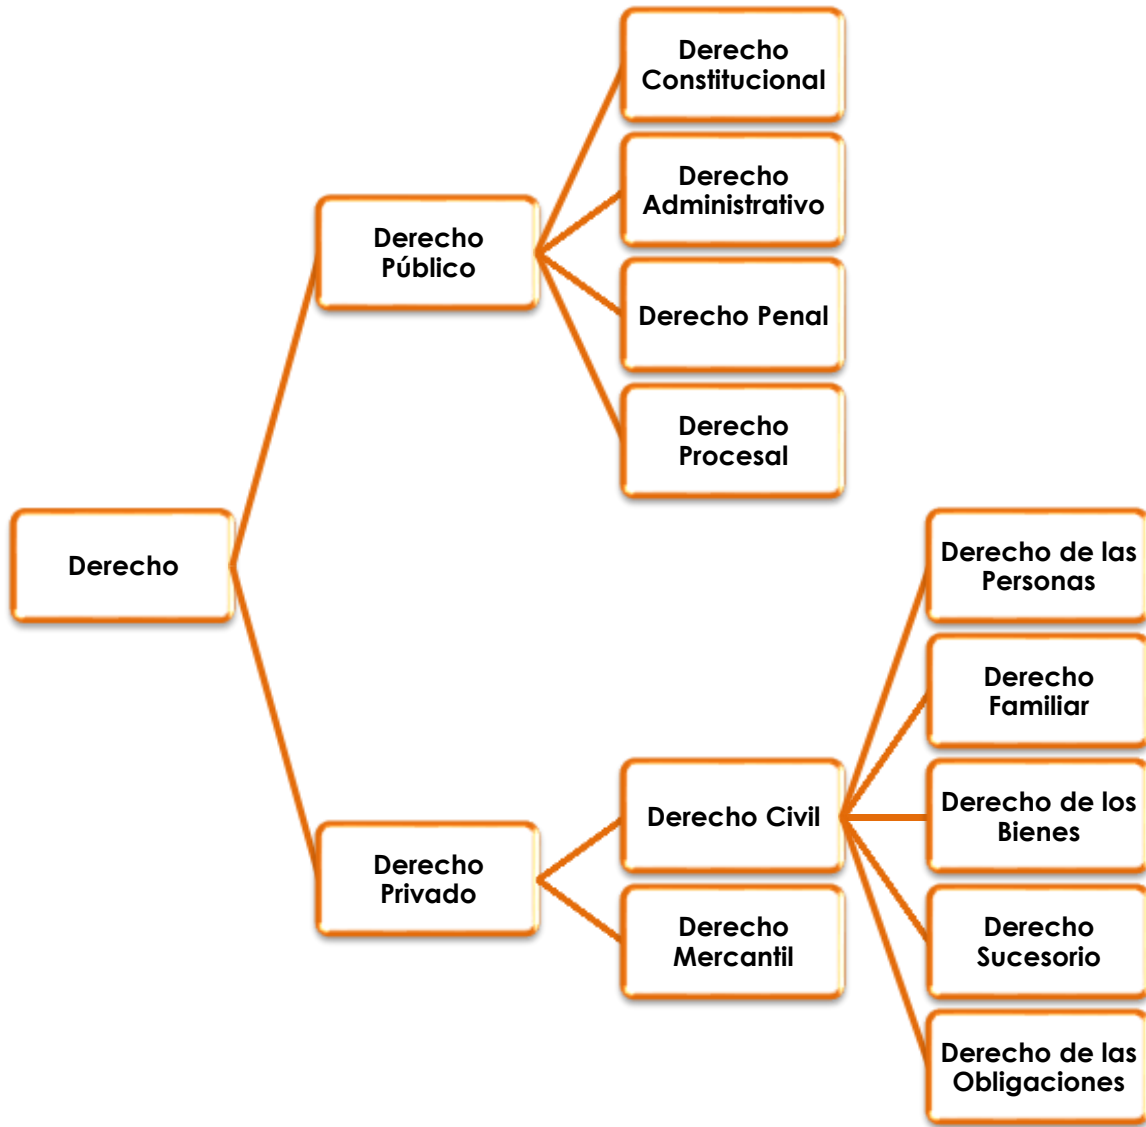 Derecho
Constitucional
Derecho
Administrativo
Derecho
Público
Derecho Penal
Derecho
Procesal
Derecho
Derecho de las
Personas
Derecho
Familiar
Derecho Civil
Derecho de los
Bienes
Derecho
Privado
Derecho
Mercantil
Derecho
Sucesorio
Derecho de las
Obligaciones